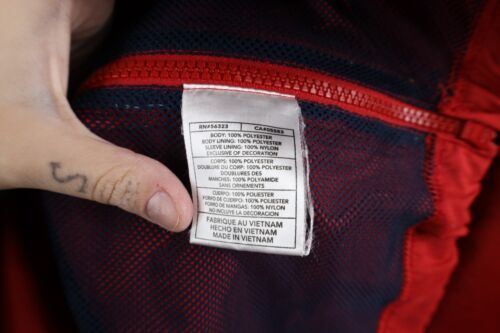 RN#56323 CA#05553
BODY: 100% POLYESTER
BODY LINING: 100% POLYESTER
SLEEVE LINING: 100% NYLON
EXCLUSIVE OF DECORATION
CORPS: 100% POLYESTER
DOUBLURE DU CORPS: 100% POLYESTER
DOUBLURES DES
MANCHES: 100% POLYAMIDE
SANS ORNEMENTS
CUERPO: 100% POLIESTER
FORRO DE CUERPO: 100% POLIESTER
FORRO DE MANGAS: 100% NYLON
NO INCLUYE LA DECORACION
FABRIQUE AU VIETNAM
HECHO EN VIETNAM
MADE IN VIETNAM